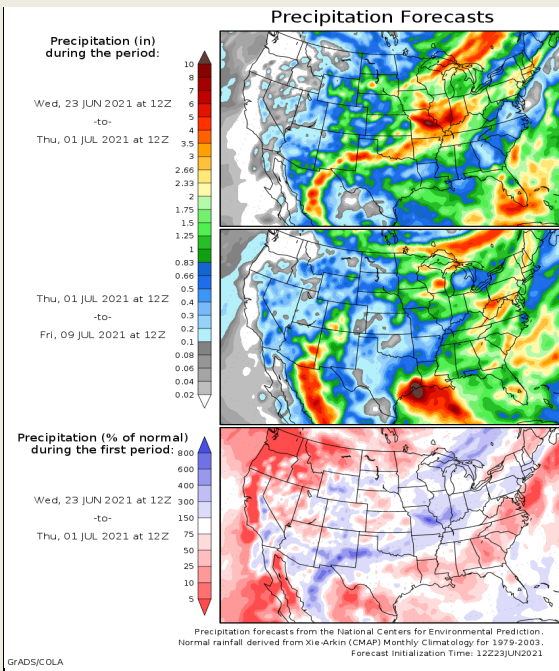 Precipitation Forecasts
Precipitation (in)
during the period:
Wed, 23 JUN 2021 at 12Z
-to-
Thu, 01 JUL 2021 at 12Z
10
8
7
6
5
4
3.5
3
2.66
2.33
2
1.75
1.5
1.25
1
0.83
0.66
0.5
0.4
0.3
0.2
0.1
0.08
0.06
0.04
0.02
Thu, 01 JUL 2021 at 12Z
-to-
Fri, 09 JUL 2021 at 12Z
Precipitation (% of normal)
during the first period:
Wed, 23 JUN 2021 at 12Z
-to-
Thu, 01 JUL 2021 at 12Z
800
600
400
300
150
75
50
25
10
5
Precipitation forecasts from the National Centers for Environmental Prediction.
Normal rainfall derived from Xie-Arkin (CMAP) Monthly Climatology for 1979-2003.
Forecast Initialization Time: 12Z23JUN2021
GrADS/COLA